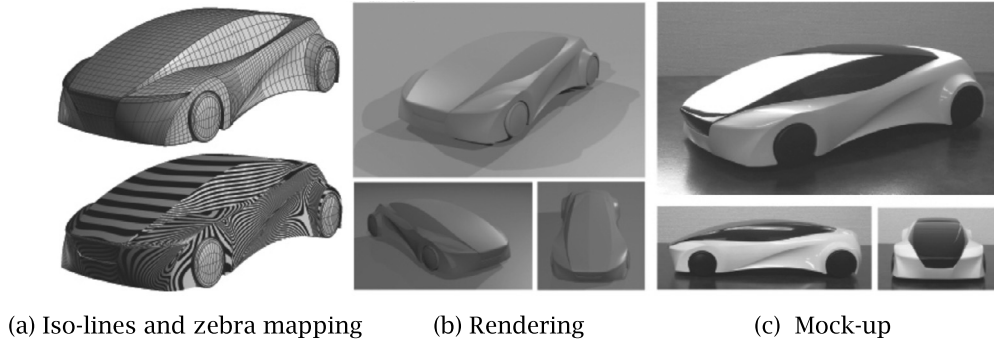 (a) Iso-lines and zebra mapping
(b) Rendering
(c) Mock-up